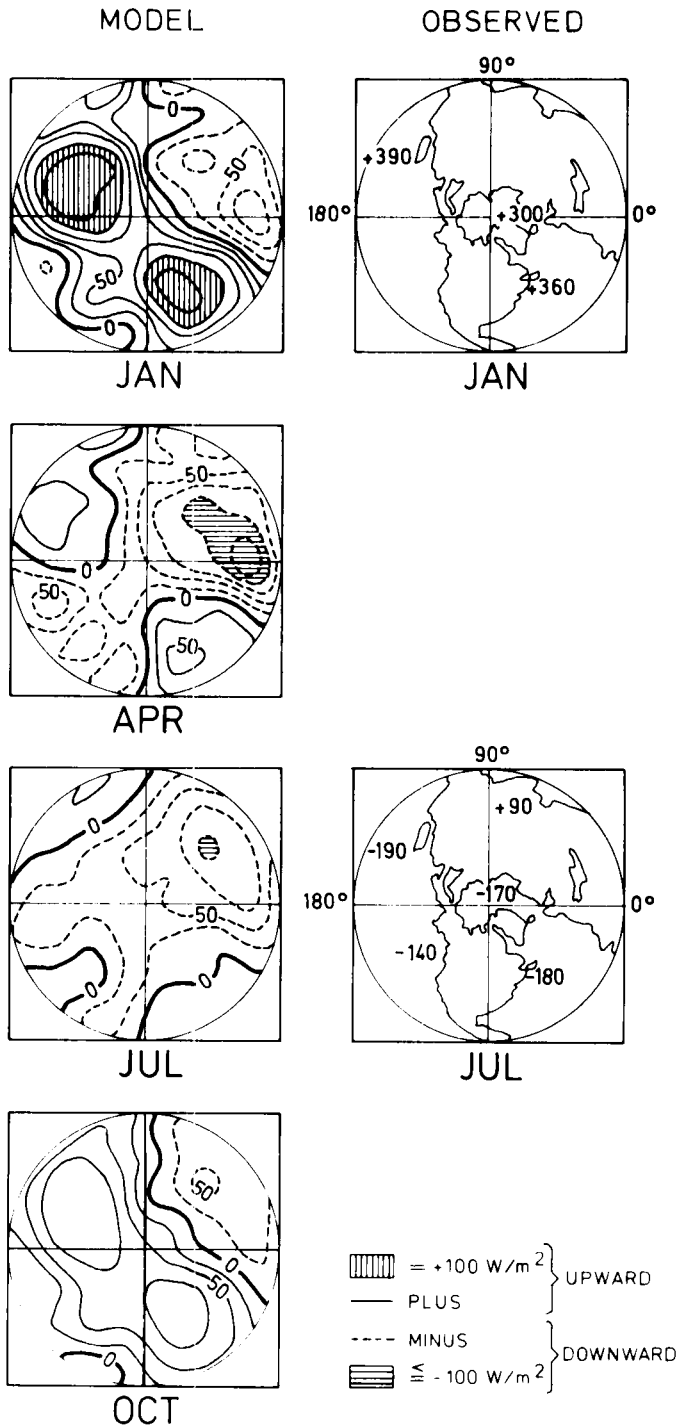 MODEL OBSERVED
90°
0
50
+390
180° +300 0°
50
+360
0
JAN JAN
50
0
0
50
50
APR
90°
0
+90
-190
50 180° -170 0°
0 0
-140
-180
JUL JUL
50
0
50
0
= +100 W/m² UPWARD
PLUS
MINUS
≦ -100 W/m² DOWNWARD
OCT